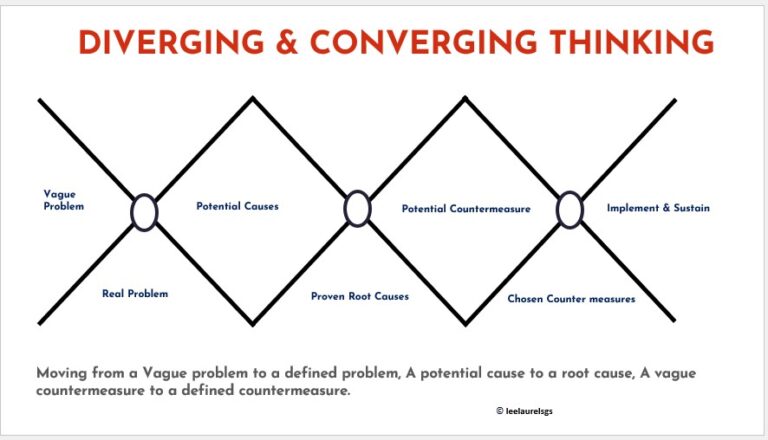 DIVERGING & CONVERGING THINKING
Vague
Problem
Potential Causes
Potential Countermeasure
Implement & Sustain
Real Problem
Proven Root Causes
Chosen Counter measures
Moving from a Vague problem to a defined problem, A potential cause to a root cause, A vague
countermeasure to a defined countermeasure.
© leelaurelsgs